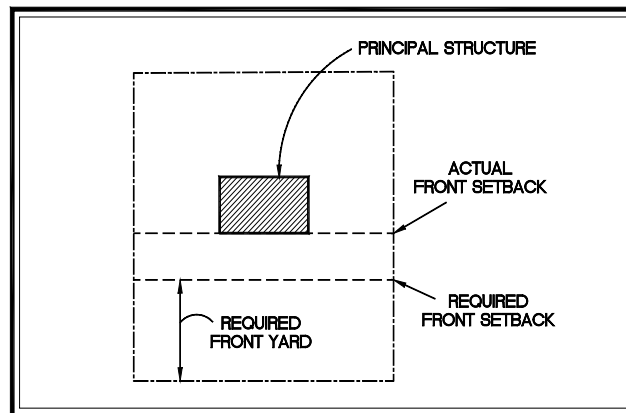 PRINCIPAL STRUCTURE
ACTUAL
FRONT SETBACK
REQUIRED
FRONT SETBACK
REQUIRED
FRONT YARD